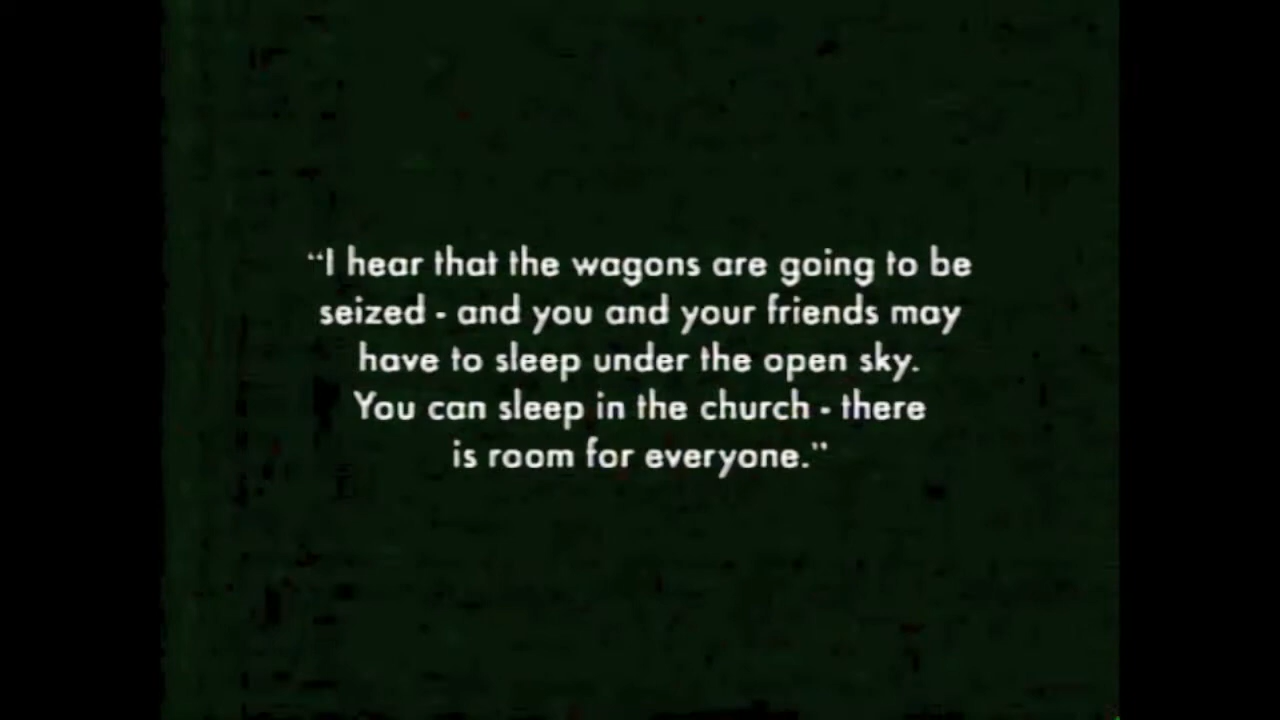 “I hear that the wagons are going to be
seized - and you and your friends may
have to sleep under the open sky.
You can sleep in the church - there
is room for everyone.”